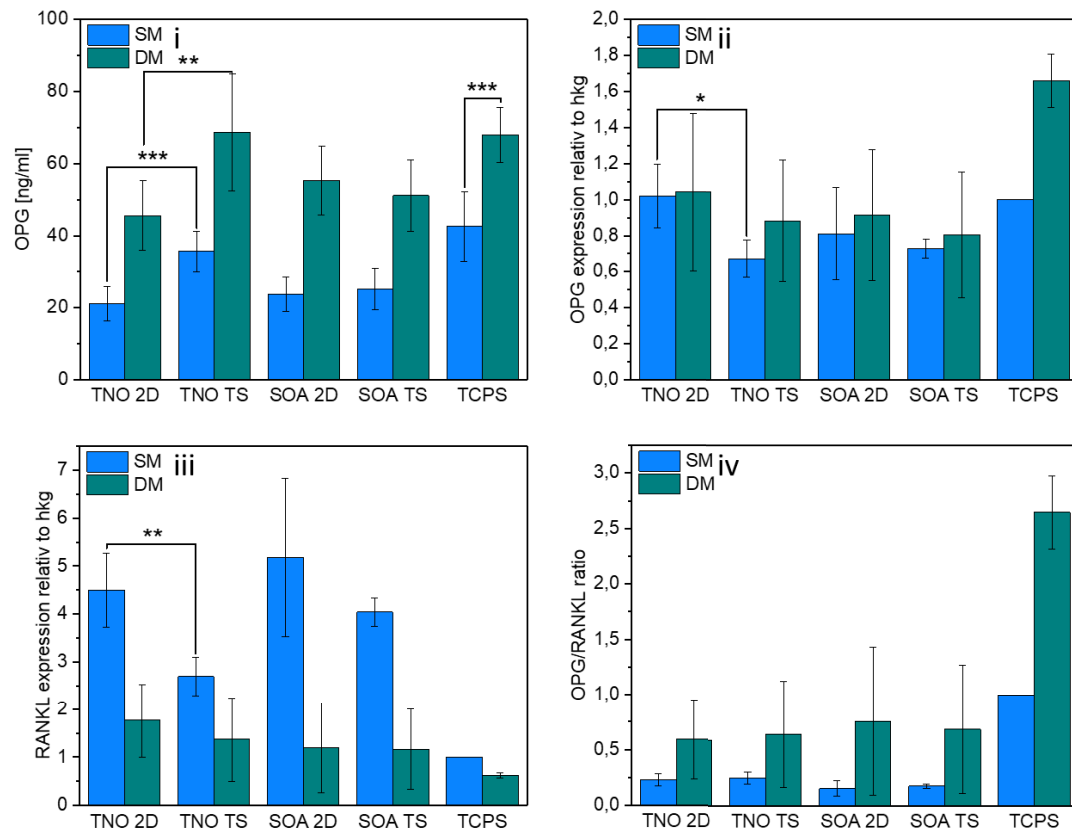 SM i
DM
OPG [ng/ml]
100
80
60
40
20
0
**
***
***
TNO 2D TNO TS SOA 2D SOA TS TCPS
SM ii
DM
OPG expression relativ to hkg
2,0
1,8
1,6
1,4
1,2
1,0
0,8
0,6
0,4
0,2
0,0
*
TNO 2D TNO TS SOA 2D SOA TS TCPS
SM iii
DM
RANKL expression relativ to hkg
7
6
5
4
3
2
1
0
**
TNO 2D TNO TS SOA 2D SOA TS TCPS
SM iv
DM
OPG/RANKL ratio
3,0
2,5
2,0
1,5
1,0
0,5
0,0
TNO 2D TNO TS SOA 2D SOA TS TCPS